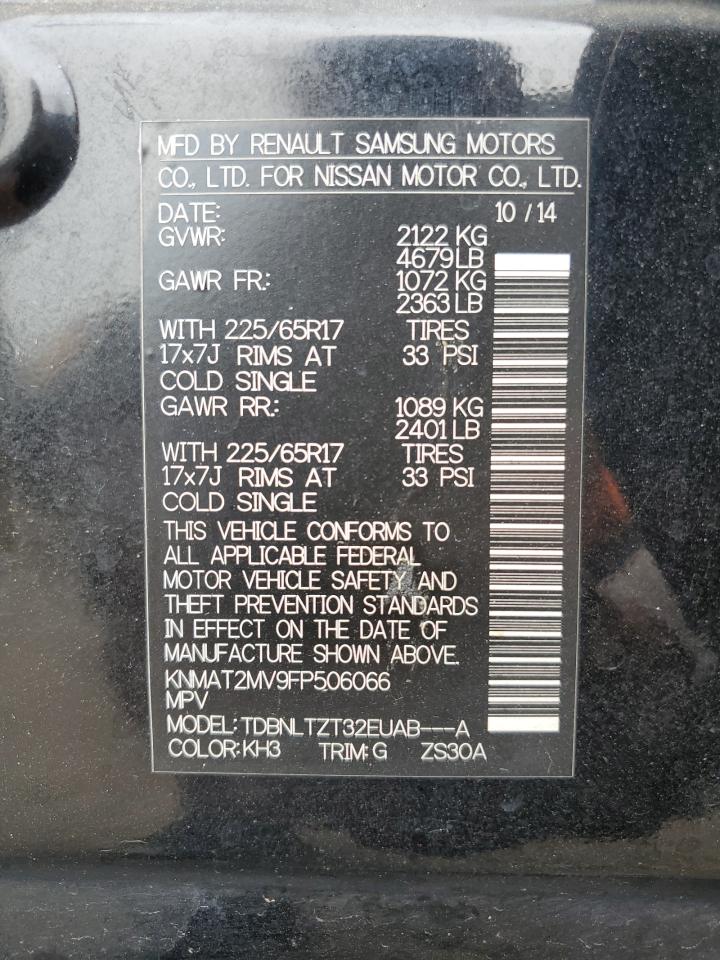 MFD BY RENAULT SAMSUNG MOTORS
CO., LTD. FOR NISSAN MOTOR CO., LTD.
DATE: 10 / 14
GVWR: 2122 KG
4679 LB
GAWR FR.: 1072 KG
2363 LB
WITH 225/65R17 TIRES
17x7J RIMS AT 33 PSI
COLD SINGLE
GAWR RR.: 1089 KG
2401 LB
WITH 225/65R17 TIRES
17x7J RIMS AT 33 PSI
COLD SINGLE
THIS VEHICLE CONFORMS TO
ALL APPLICABLE FEDERAL
MOTOR VEHICLE SAFETY AND
THEFT PREVENTION STANDARDS
IN EFFECT ON THE DATE OF
MANUFACTURE SHOWN ABOVE.
KNMAT2MV9FP506066
MPV
MODEL: TDBNLTZT32EUAB---A
COLOR: KH3 TRIM: G ZS30A